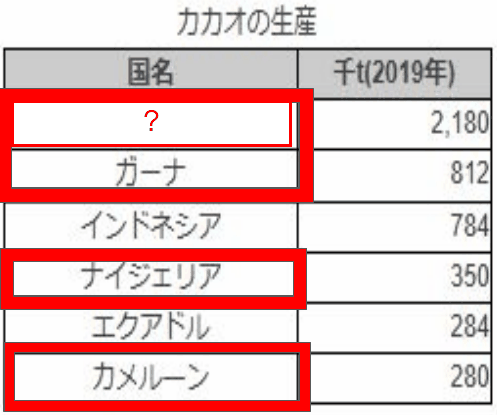 カカオの生産
国名 千t(2019年)
? 2,180
ガーナ 812
インドネシア 784
ナイジェリア 350
エクアドル 284
カメルーン 280